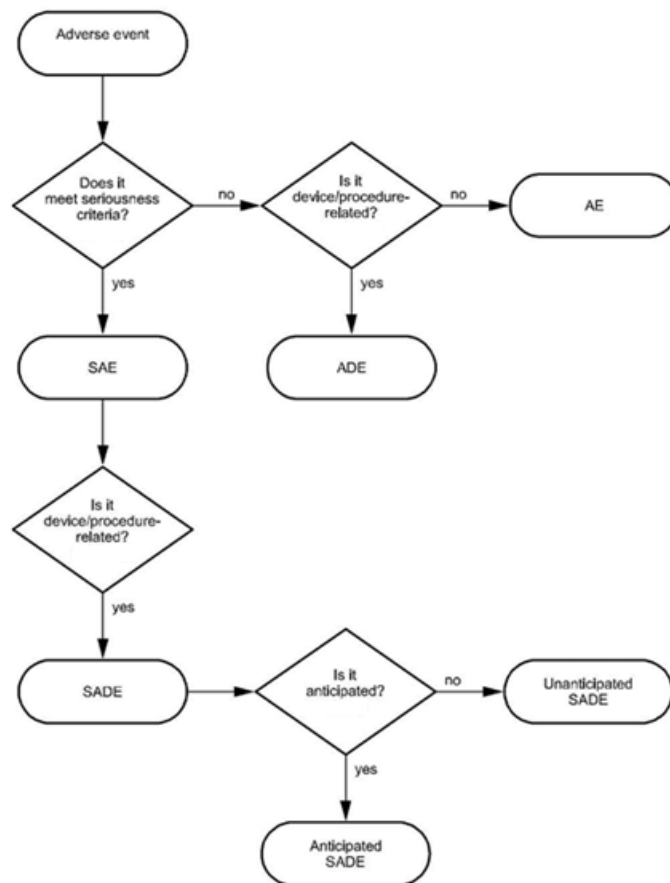 Adverse event
Does it
meet seriousness
criteria?
no
Is it
device/procedure-
related?
no
AE
yes
yes
SAE
ADE
Is it
device/procedure-
related?
yes
SADE
Is it
anticipated?
no
Unanticipated
SADE
yes
Anticipated
SADE